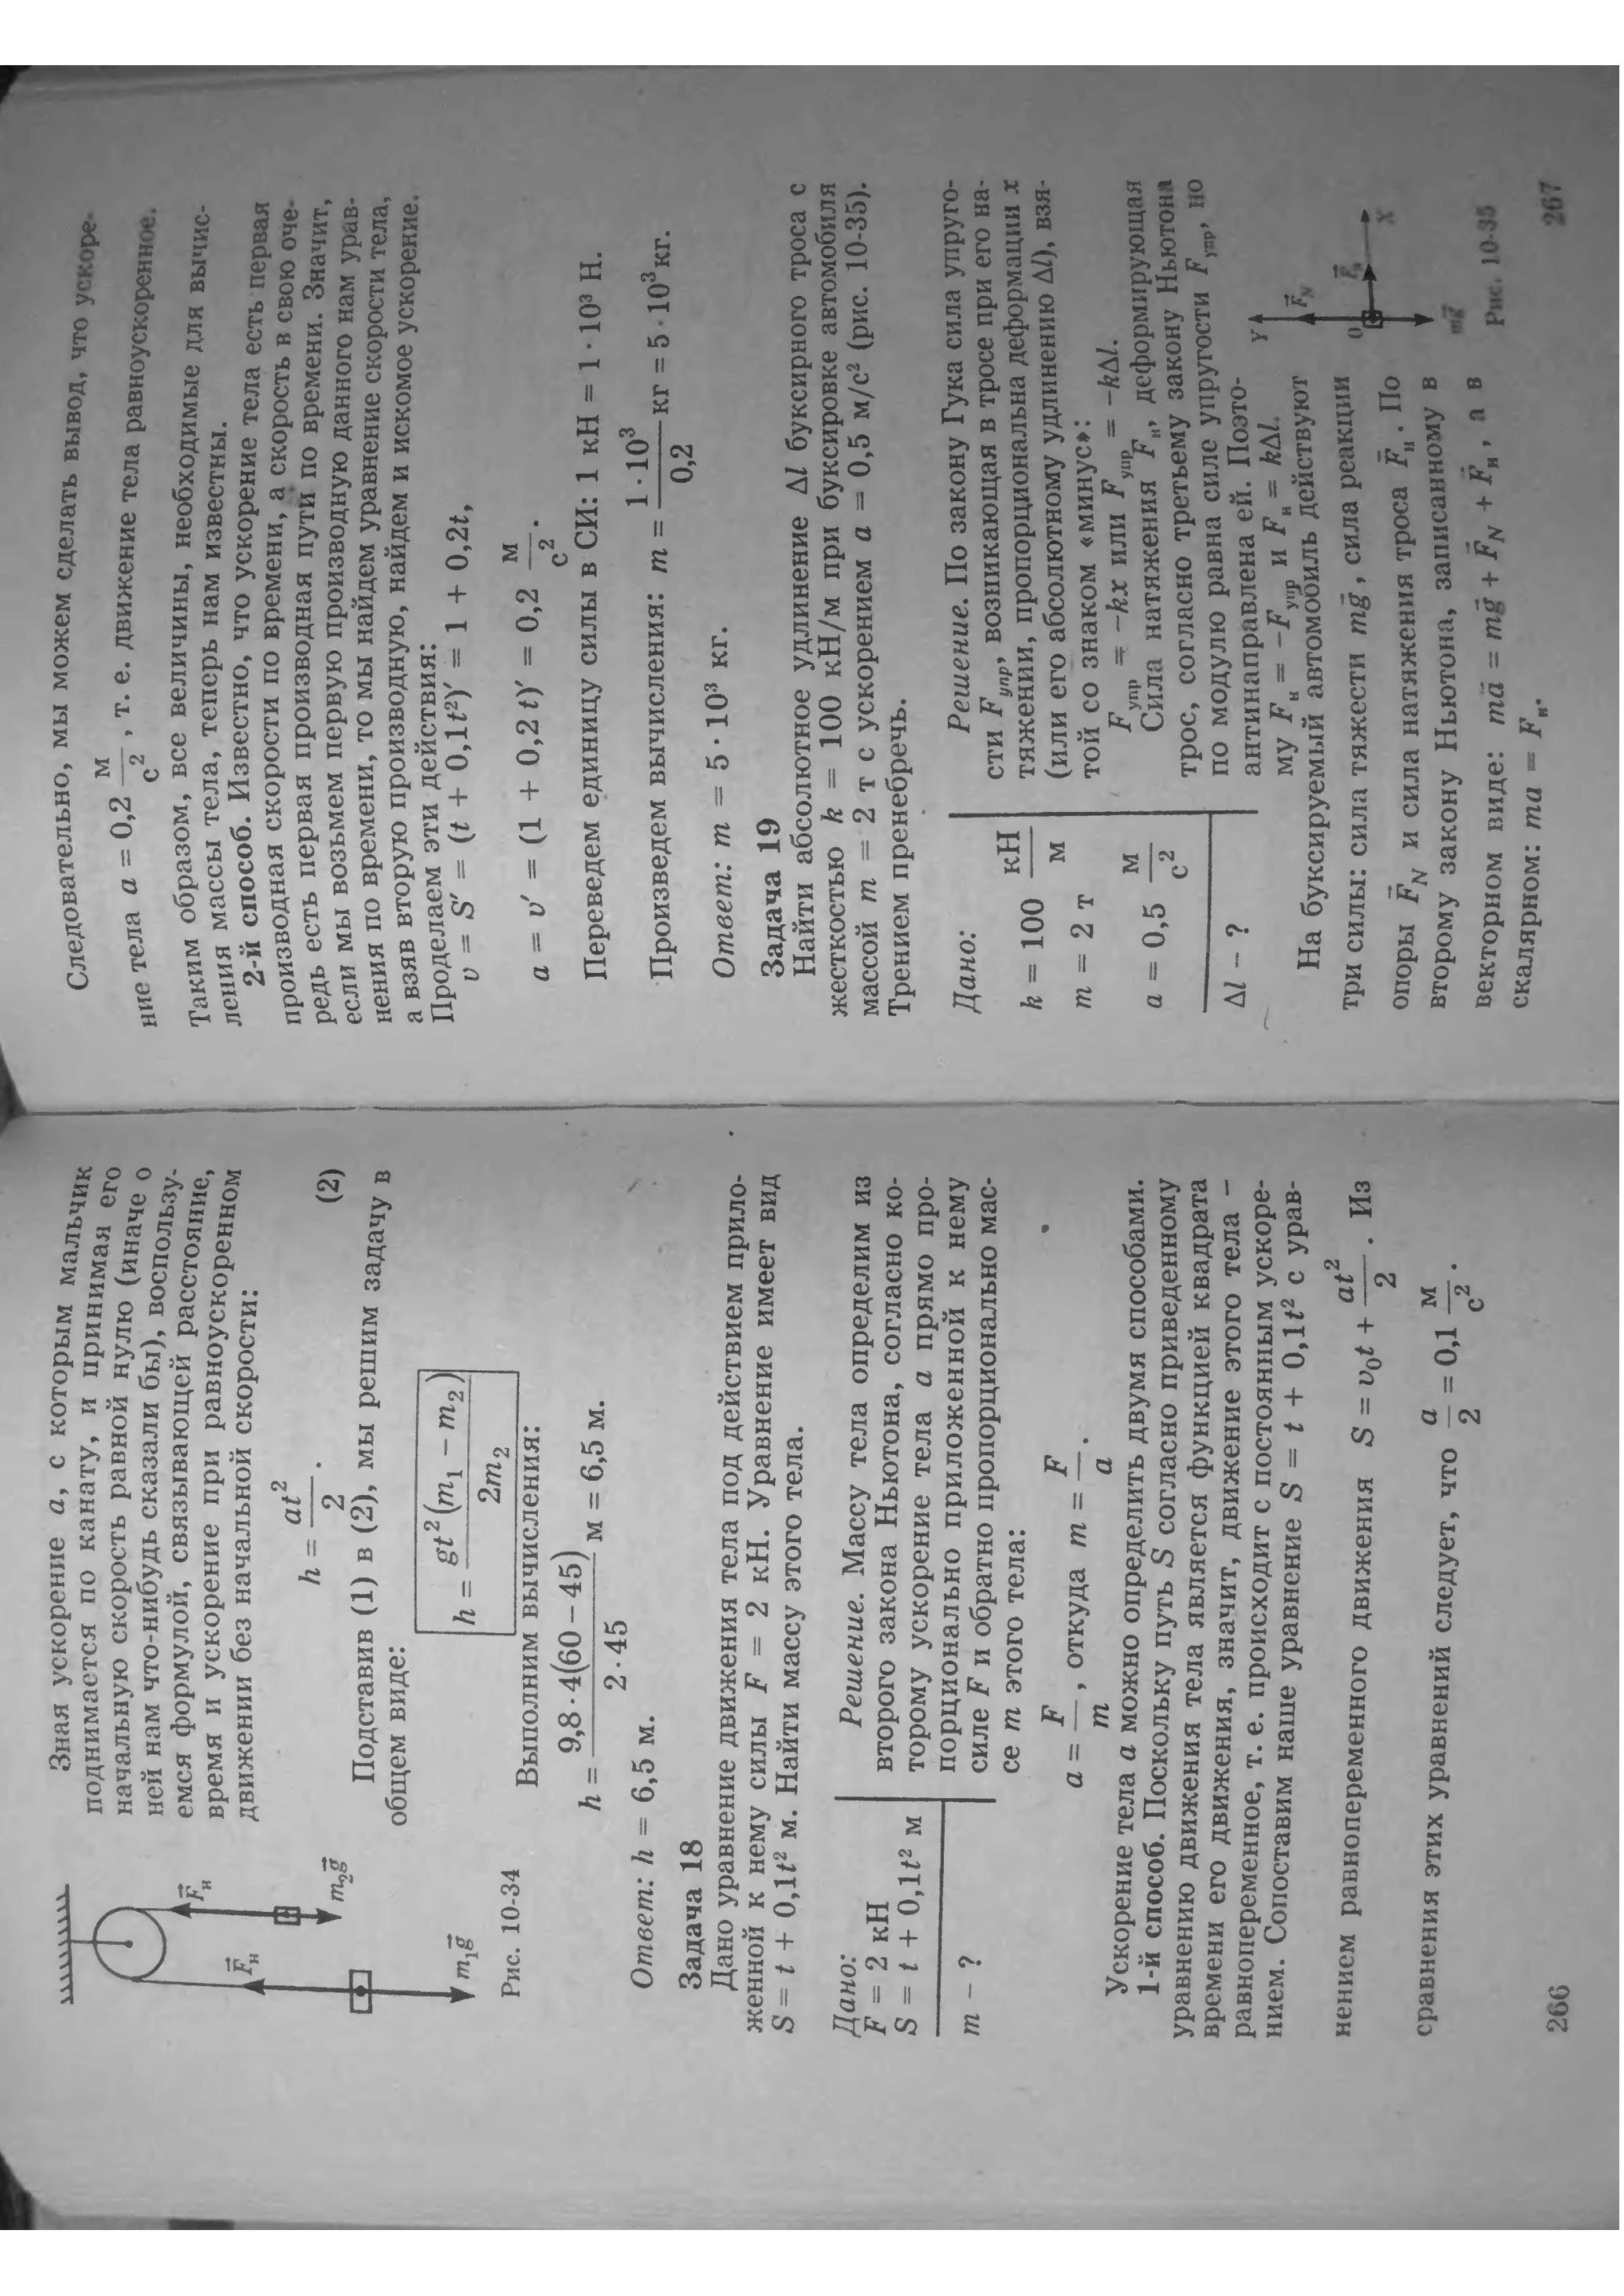 Зная ускорение a, с которым мальчик
поднимается по канату, и принимая его
начальную скорость равной нулю (иначе о
ней нам что-нибудь сказали бы), воспользу-
емся формулой, связывающей расстояние,
время и ускорение при равноускоренном
движении без начальной скорости:
h = at²/2 . (2)
Подставив (1) в (2), мы решим задачу в
общем виде:
h = gt²(m₁ – m₂)/2m₂
Выполним вычисления:
h = 9,8·4(60 – 45)/2·45 м = 6,5 м.
F⃗н
F⃗н
m₂g⃗
m₁g⃗
Рис. 10-34
Ответ: h = 6,5 м.
Задача 18
Дано уравнение движения тела под действием прило-
женной к нему силы F = 2 кН. Уравнение имеет вид
S = t + 0,1t² м. Найти массу этого тела.
Дано:
F = 2 кН
S = t + 0,1t² м
m – ?
Решение. Массу тела определим из
второго закона Ньютона, согласно ко-
торому ускорение тела a прямо про-
порционально приложенной к нему
силе F и обратно пропорционально мас-
се m этого тела:
a = F/m , откуда m = F/a .
Ускорение тела a можно определить двумя способами.
1-й способ. Поскольку путь S согласно приведенному
уравнению движения тела является функцией квадрата
времени его движения, значит, движение этого тела –
равнопеременное, т. е. происходит с постоянным ускоре-
нием. Сопоставим наше уравнение S = t + 0,1t² с урав-
нением равнопеременного движения S = v₀t + at²/2 . Из
сравнения этих уравнений следует, что a/2 = 0,1 м/с² .
266
Следовательно, мы можем сделать вывод, что ускоре-
ние тела a = 0,2 м/с² , т. е. движение тела равноускоренное.
Таким образом, все величины, необходимые для вычис-
ления массы тела, теперь нам известны.
2-й способ. Известно, что ускорение тела есть первая
производная скорости по времени, а скорость в свою оче-
редь есть первая производная пути по времени. Значит,
если мы возьмем первую производную данного нам урав-
нения по времени, то мы найдем уравнение скорости тела,
а взяв вторую производную, найдем и искомое ускорение.
Проделаем эти действия:
v = S′ = (t + 0,1t²)′ = 1 + 0,2t,
a = v′ = (1 + 0,2 t)′ = 0,2 м/с² .
Переведем единицу силы в СИ: 1 кН = 1 · 10³ Н.
Произведем вычисления: m = 1·10³/0,2 кг = 5·10³ кг.
Ответ: m = 5 · 10³ кг.
Задача 19
Найти абсолютное удлинение Δl буксирного троса с
жесткостью k = 100 кН/м при буксировке автомобиля
массой m = 2 т с ускорением a = 0,5 м/с² (рис. 10-35).
Трением пренебречь.
Дано:
k = 100 кН/м
m = 2 т
a = 0,5 м/с²
Δl – ?
Решение. По закону Гука сила упруго-
сти Fупр, возникающая в тросе при его на-
тяжении, пропорциональна деформации x
(или его абсолютному удлинению Δl), взя-
той со знаком «минус»:
Fупр = –kx или Fупр = –kΔl.
Сила натяжения Fн, деформирующая
трос, согласно третьему закону Ньютона
по модулю равна силе упругости Fупр, но
антинаправлена ей. Поэто-
му Fн = –Fупр и Fн = kΔl.
На буксируемый автомобиль действуют
три силы: сила тяжести mg⃗, сила реакции
опоры F⃗N и сила натяжения троса F⃗н. По
второму закону Ньютона, записанному в
векторном виде: ma⃗ = mg⃗ + F⃗N + F⃗н, а в
скалярном: ma = Fн.
Y
F⃗N
O
F⃗н
X
mg⃗
Рис. 10-35
267